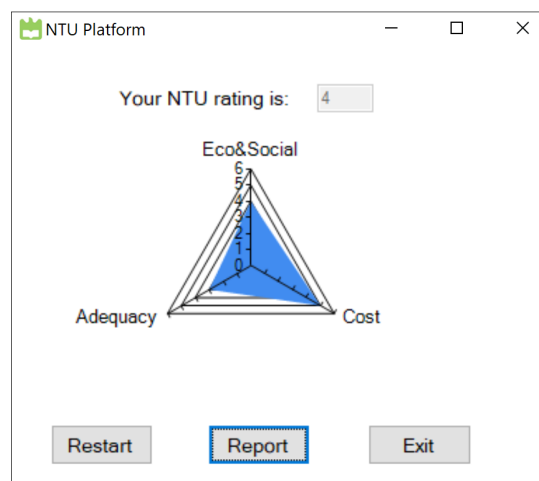 NTU Platform
Your NTU rating is: 4
Eco&Social
6
5
4
3
2
1
0
Adequacy
Cost
Restart Report Exit